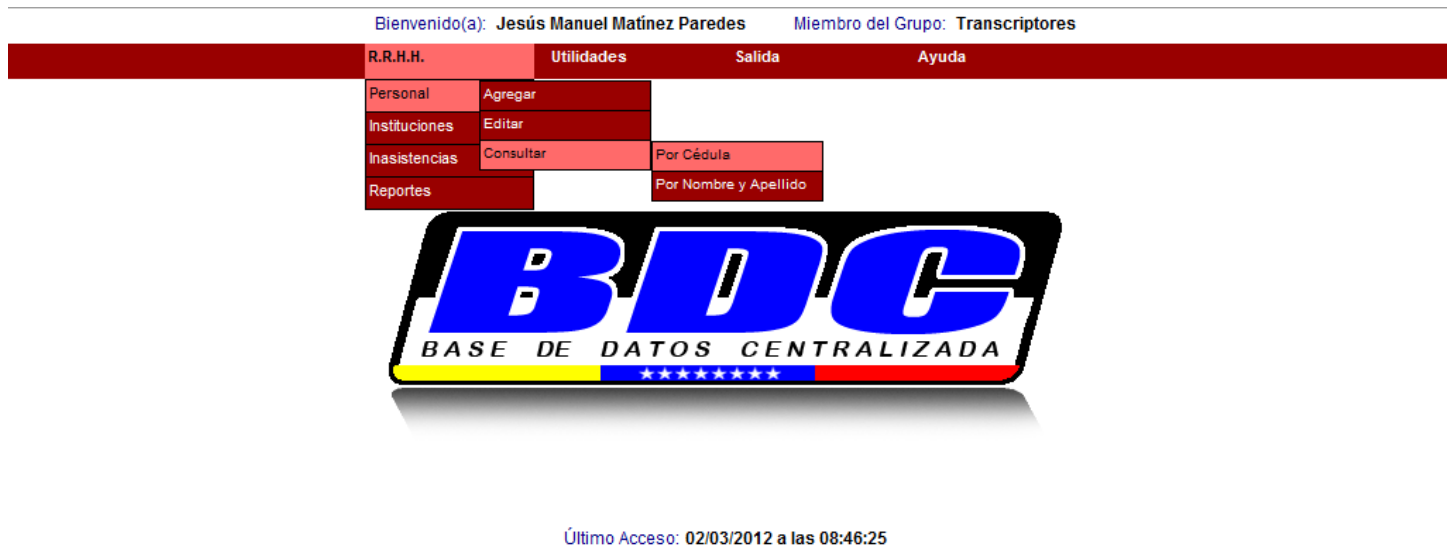 Bienvenido(a): Jesús Manuel Matínez Paredes Miembro del Grupo: Transcriptores
R.R.H.H. Utilidades Salida Ayuda
Personal Agregar
Instituciones Editar
Inasistencias Consultar Por Cédula
Reportes Por Nombre y Apellido
BDC
BASE DE DATOS CENTRALIZADA
Último Acceso: 02/03/2012 a las 08:46:25